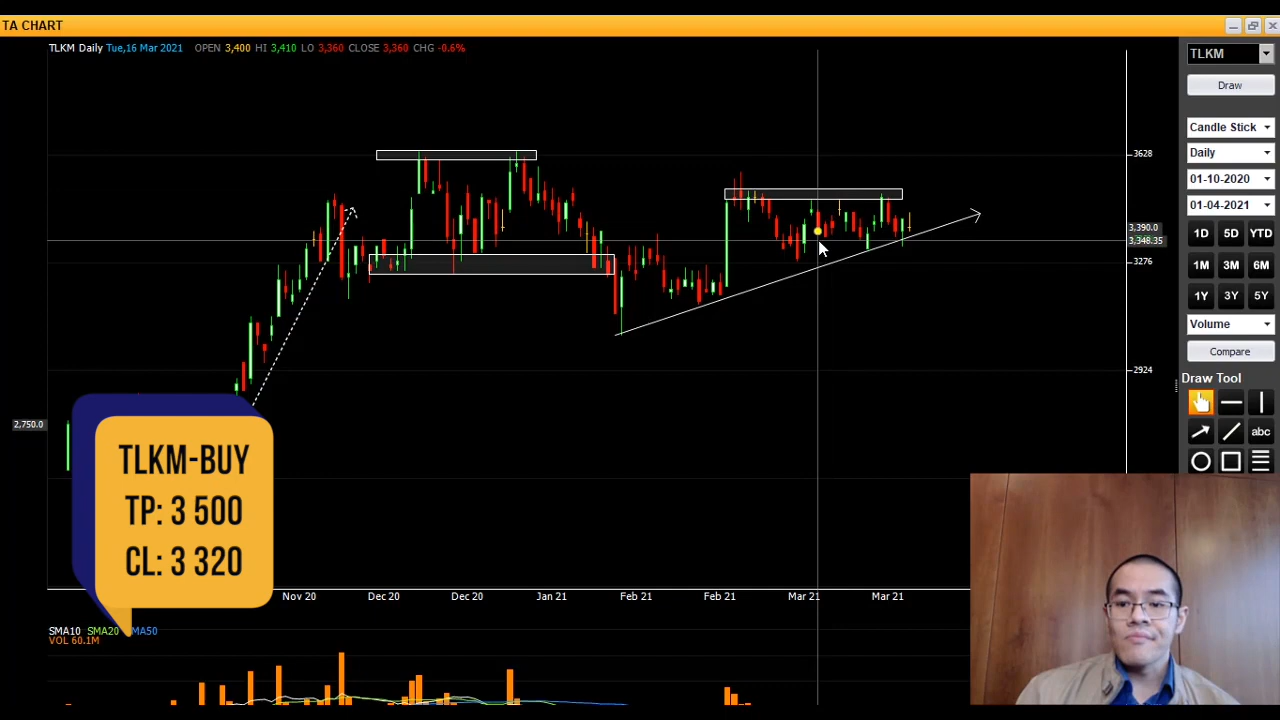 TA CHART
TLKM Daily Tue,16 Mar 2021 OPEN 3,400 HI 3,410 LO 3,360 CLOSE 3,360 CHG -0.6%
TLKM
Draw
Candle Stick
Daily
01-10-2020
01-04-2021
1D 5D YTD
1M 3M 6M
1Y 3Y 5Y
Volume
Compare
Draw Tool
abc
3628
3,390.0
3,348.35
3276
2924
2,750.0
TLKM-BUY
TP: 3 500
CL: 3 320
Nov 20 Dec 20 Dec 20 Jan 21 Feb 21 Feb 21 Mar 21 Mar 21
SMA10 SMA20 MA50
VOL 60.1M